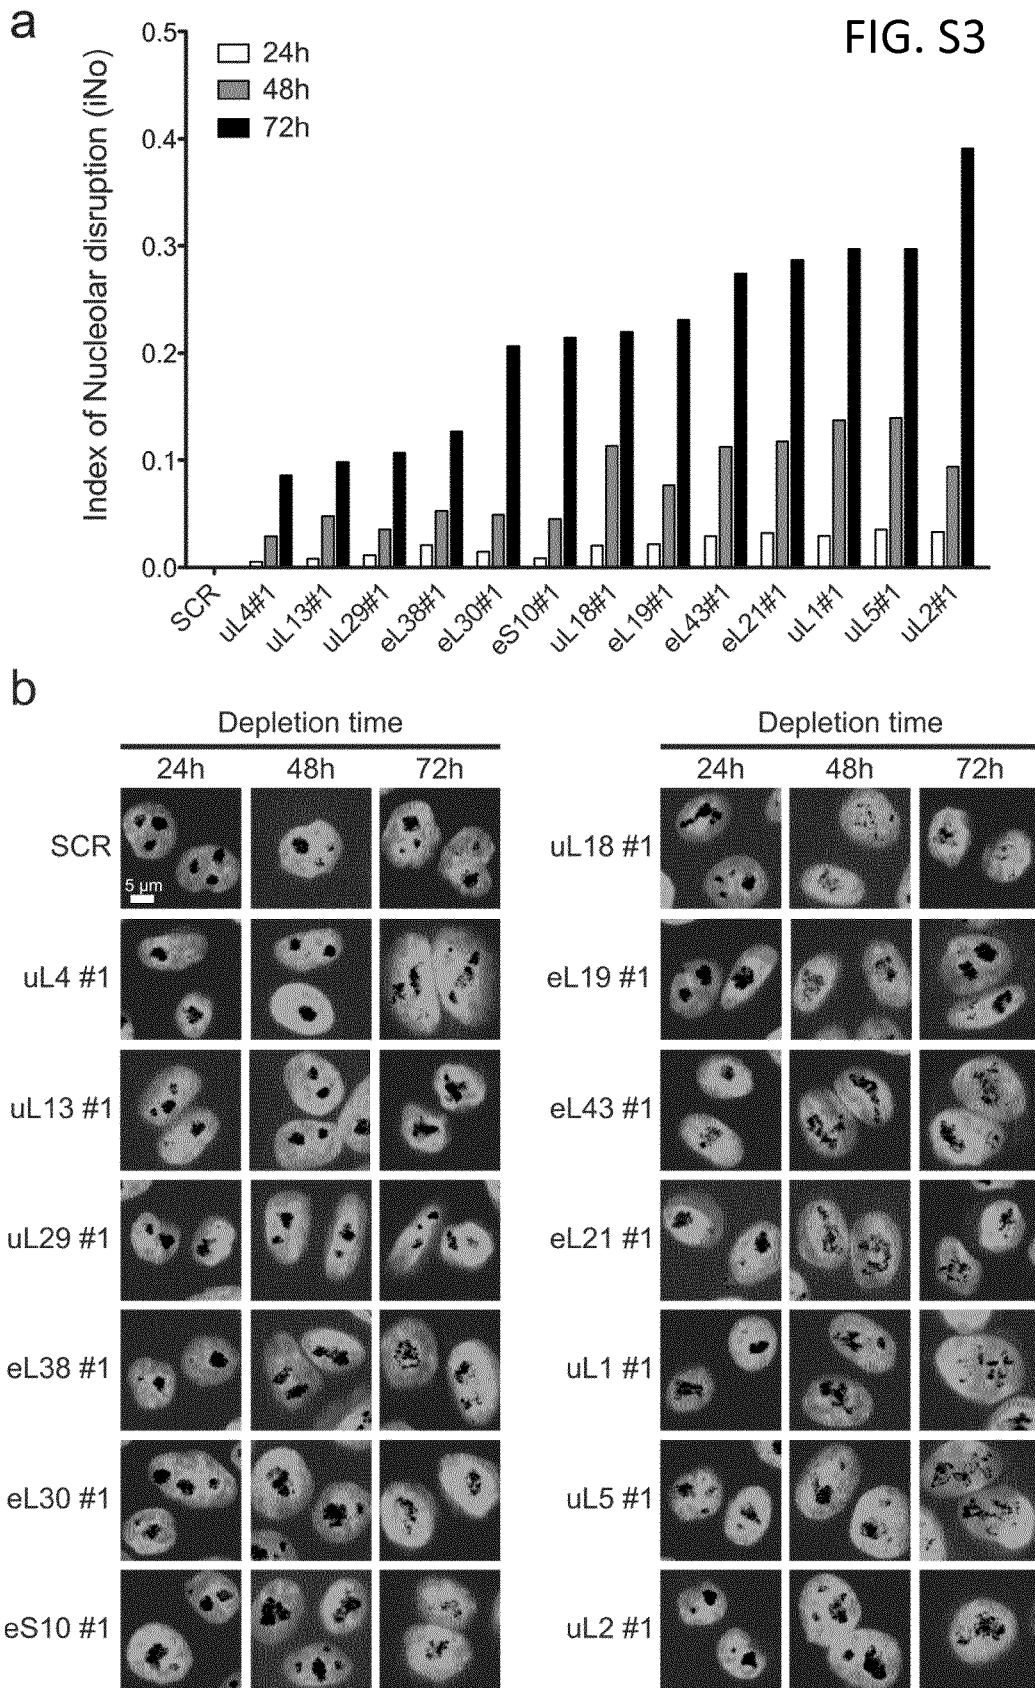 a
FIG. S3
Index of Nucleolar disruption (iNo)
24h
48h
72h
0.5
0.4
0.3
0.2
0.1
0.0
SCR
uL4#1
uL13#1
uL29#1
eL38#1
eL30#1
eS10#1
uL18#1
eL19#1
eL43#1
eL21#1
uL1#1
uL5#1
uL2#1
b
Depletion time
24h 48h 72h
SCR
5 µm
uL4 #1
uL13 #1
uL29 #1
eL38 #1
eL30 #1
eS10 #1
Depletion time
24h 48h 72h
uL18 #1
eL19 #1
eL43 #1
eL21 #1
uL1 #1
uL5 #1
uL2 #1